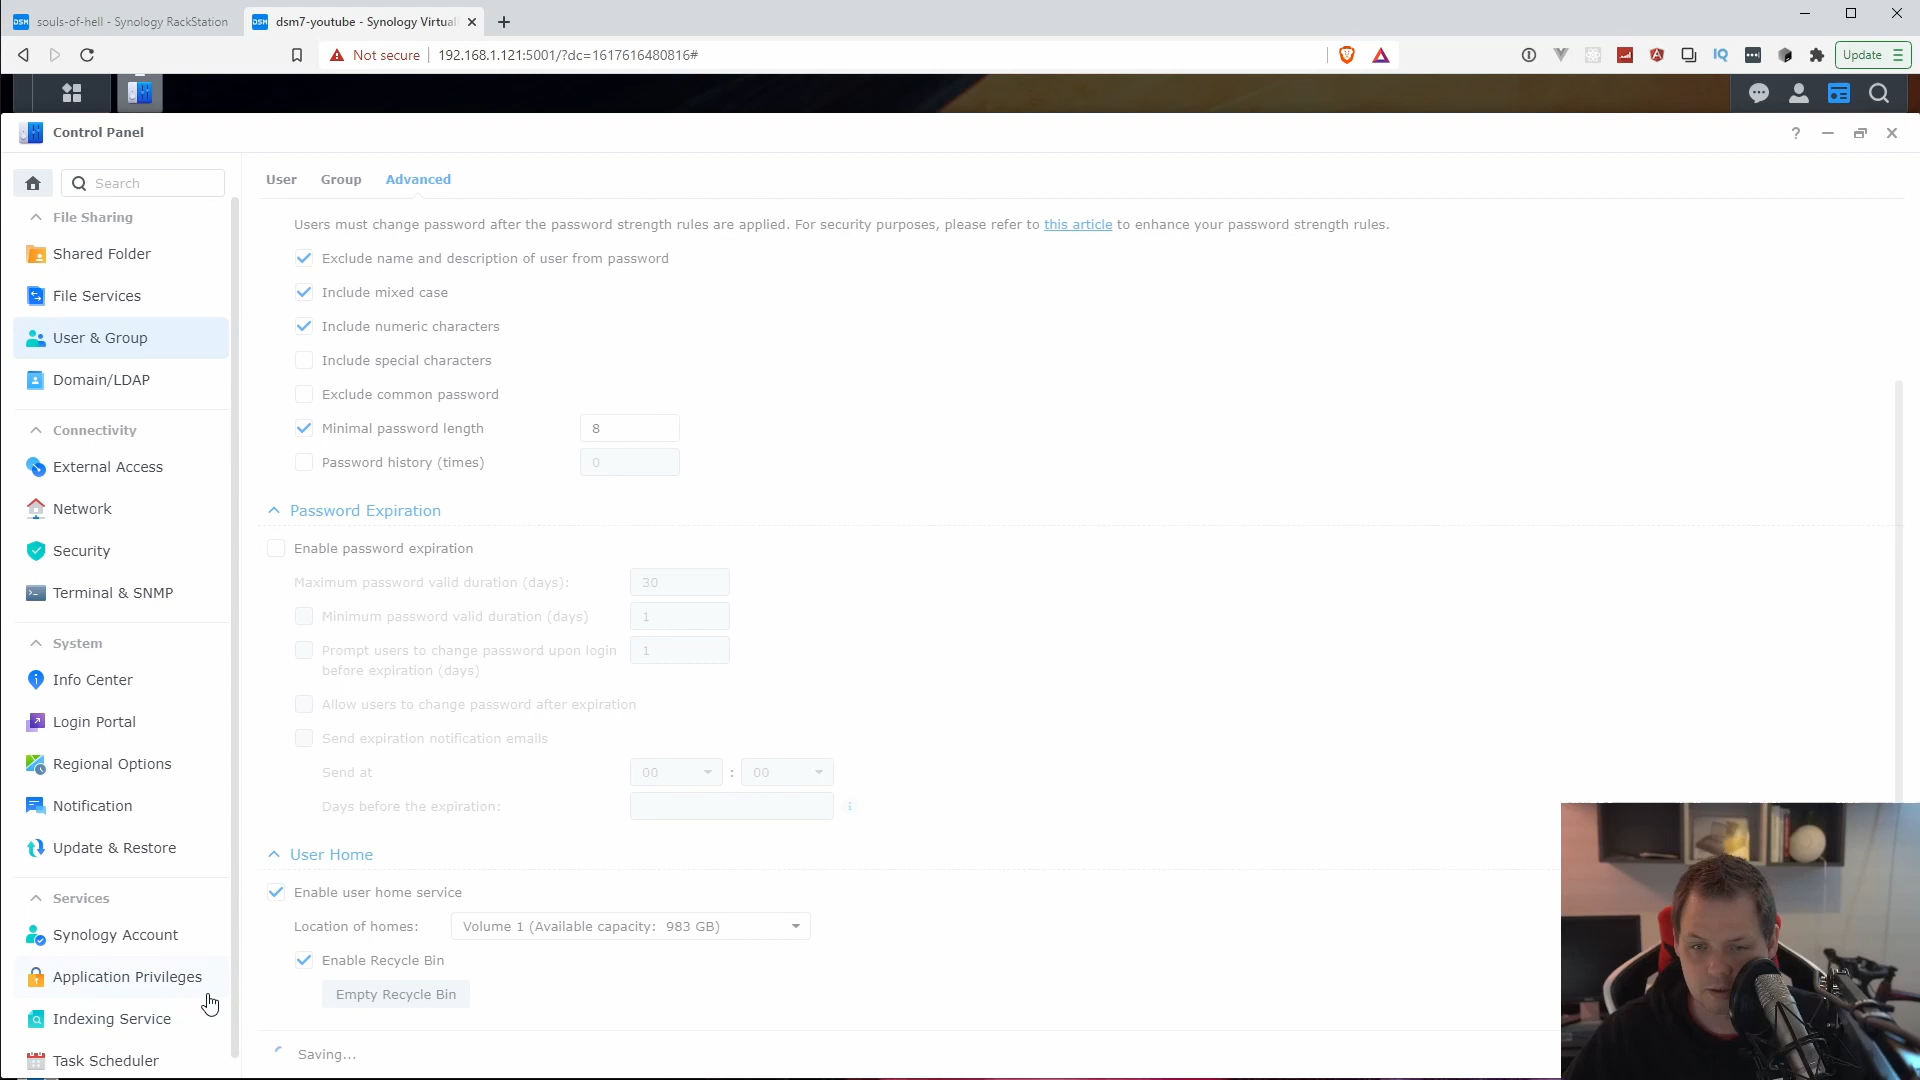 souls-of-hell - Synology RackStation
dsm7-youtube - Synology Virtual
Not secure
192.168.1.121:5001/?dc=1617616480816#
Update
Control Panel
Search
File Sharing
Shared Folder
File Services
User & Group
Domain/LDAP
Connectivity
External Access
Network
Security
Terminal & SNMP
System
Info Center
Login Portal
Regional Options
Notification
Update & Restore
Services
Synology Account
Application Privileges
Indexing Service
Task Scheduler
User Group Advanced
Users must change password after the password strength rules are applied. For security purposes, please refer to this article to enhance your password strength rules.
Exclude name and description of user from password
Include mixed case
Include numeric characters
Include special characters
Exclude common password
Minimal password length 8
Password history (times) 0
Password Expiration
Enable password expiration
Maximum password valid duration (days): 30
Minimum password valid duration (days) 1
Prompt users to change password upon login 1
before expiration (days)
Allow users to change password after expiration
Send expiration notification emails
Send at 00 : 00
Days before the expiration:
User Home
Enable user home service
Location of homes: Volume 1 (Available capacity: 983 GB)
Enable Recycle Bin
Empty Recycle Bin
Saving...